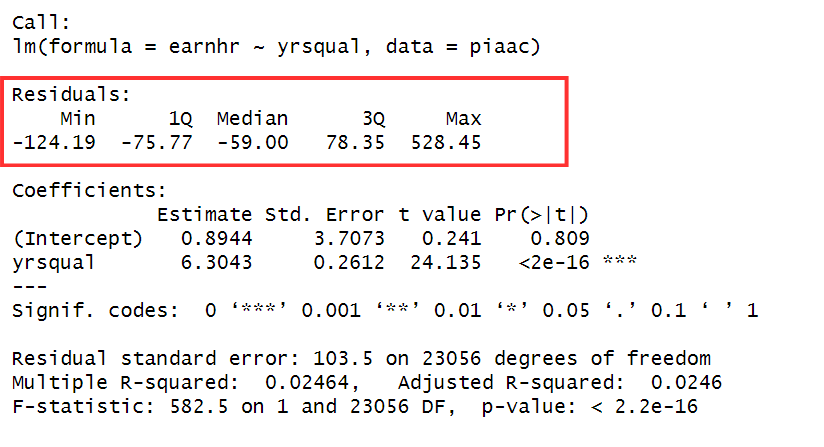 Call:
lm(formula = earnhr ~ yrsqual, data = piaac)
Residuals:
    Min      1Q  Median      3Q     Max
-124.19  -75.77  -59.00   78.35  528.45
Coefficients:
            Estimate Std. Error t value Pr(>|t|)
(Intercept)   0.8944     3.7073   0.241    0.809
yrsqual       6.3043     0.2612  24.135   <2e-16 ***
---
Signif. codes:  0 ‘***’ 0.001 ‘**’ 0.01 ‘*’ 0.05 ‘.’ 0.1 ‘ ’ 1
Residual standard error: 103.5 on 23056 degrees of freedom
Multiple R-squared:  0.02464,   Adjusted R-squared:  0.0246
F-statistic: 582.5 on 1 and 23056 DF,  p-value: < 2.2e-16